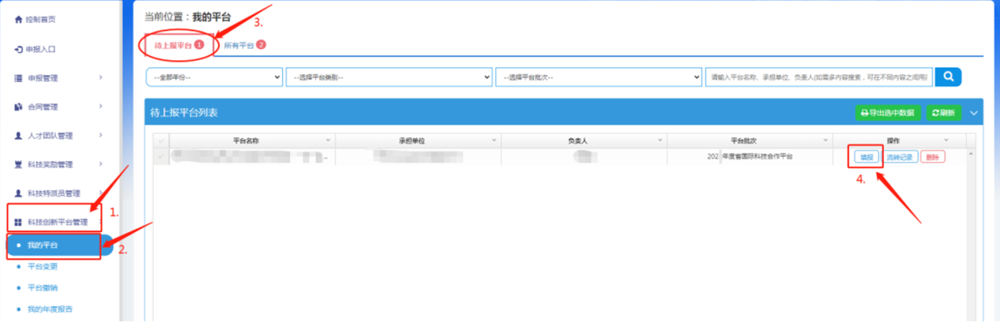 控制首页
申报入口
申报管理
合同管理
人才团队管理
科技奖励管理
科技特派员管理
科技创新平台管理
1.
我的平台
2.
平台变更
平台撤销
我的年度报告
当前位置：我的平台
3.
待上报平台 1
所有平台 2
--全部年份--
--选择平台类别--
--选择平台批次--
请输入平台名称、承担单位、负责人(如需多内容搜索，可在不同内容之间用
待上报平台列表
导出选中数据
刷新
平台名称
承担单位
负责人
平台批次
操作
202 年度省国际科技合作平台
填报
流转记录
删除
4.